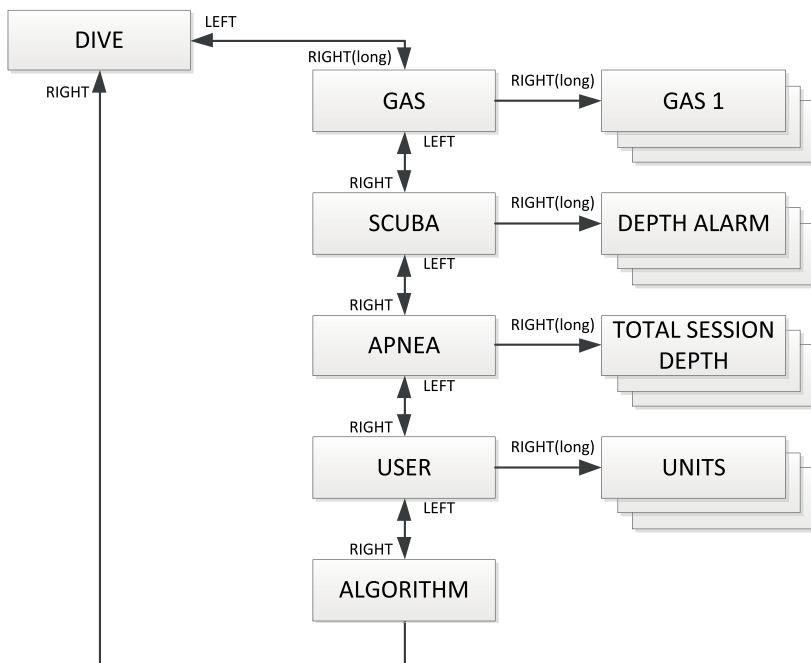 DIVE
LEFT
RIGHT(long)
RIGHT
GAS
RIGHT(long)
GAS 1
LEFT
RIGHT
SCUBA
RIGHT(long)
DEPTH ALARM
LEFT
RIGHT
APNEA
RIGHT(long)
TOTAL SESSION
DEPTH
LEFT
RIGHT
USER
RIGHT(long)
UNITS
LEFT
RIGHT
ALGORITHM